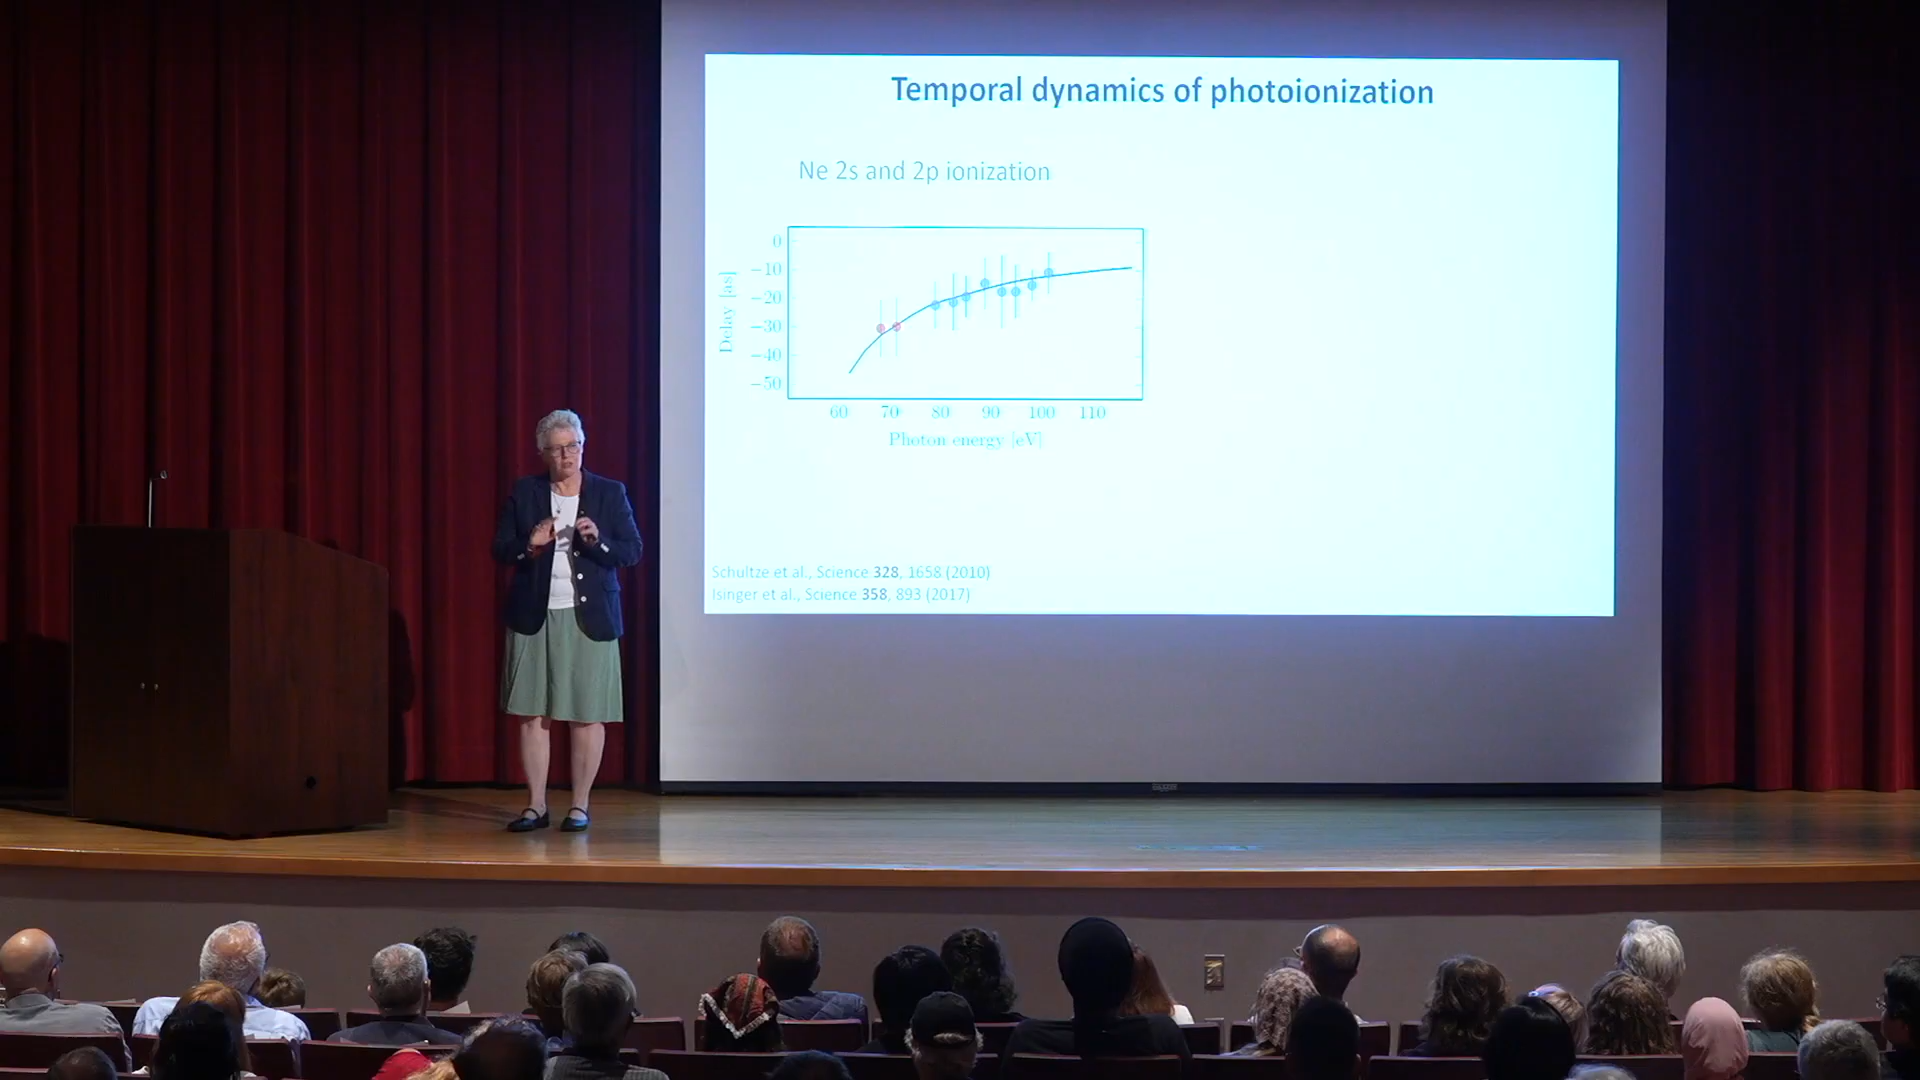 Temporal dynamics of photoionization
Ne 2s and 2p ionization
0
−10
−20
−30
−40
−50
Delay [as]
60 70 80 90 100 110
Photon energy [eV]
Schultze et al., Science 328, 1658 (2010)
Isinger et al., Science 358, 893 (2017)